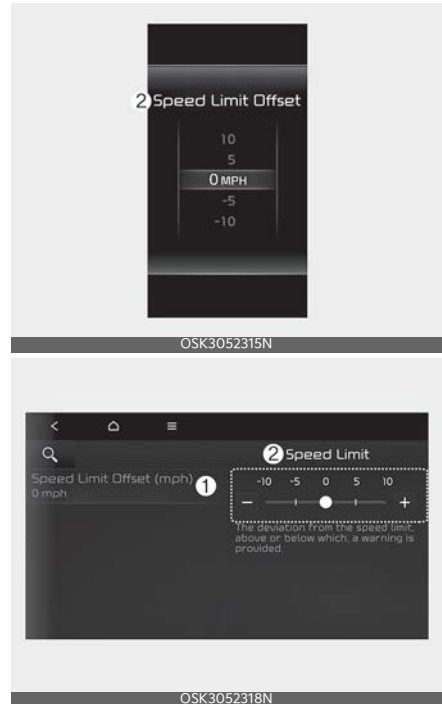 2 Speed Limit Offset
10
5
0 MPH
-5
-10
OSK3052315N
2 Speed Limit
Speed Limit Offset (mph) 1
0 mph
-10 -5 0 5 10
− +
The deviation from the speed limit,
above or below which, a warning is
provided.
OSK3052318N